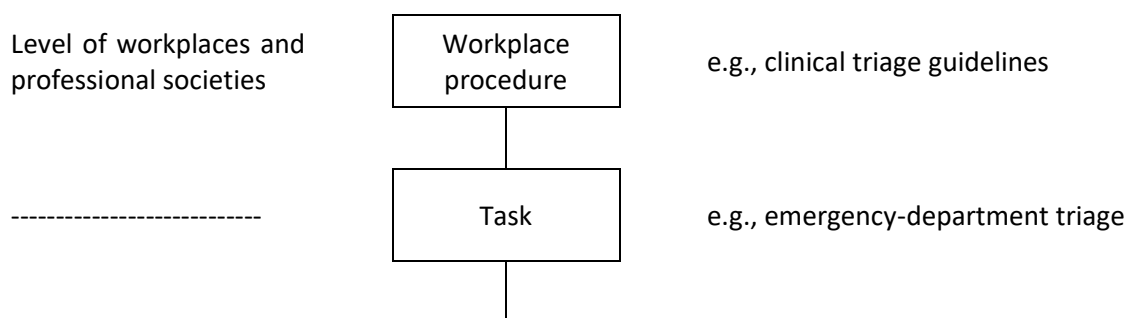 Level of workplaces and
professional societies
Workplace
procedure
e.g., clinical triage guidelines
----------------------------
Task
e.g., emergency-department triage